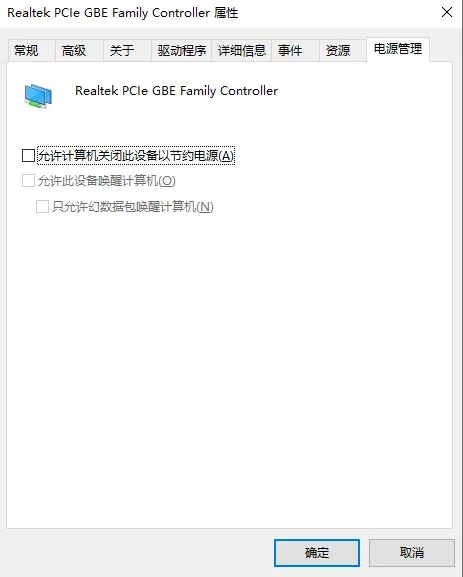 Realtek PCIe GBE Family Controller 属性
常规 高级 关于 驱动程序 详细信息 事件 资源 电源管理
Realtek PCIe GBE Family Controller
允许计算机关闭此设备以节约电源(A)
允许此设备唤醒计算机(O)
只允许幻数据包唤醒计算机(N)
确定 取消